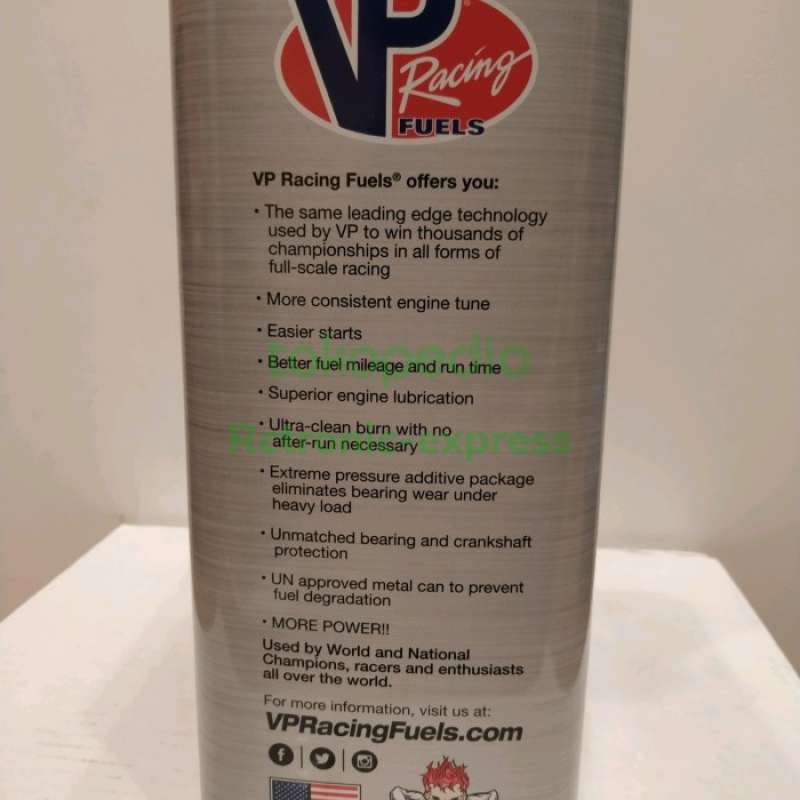 VP
Racing
FUELS
VP Racing Fuels® offers you:
• The same leading edge technology
used by VP to win thousands of
championships in all forms of
full-scale racing
• More consistent engine tune
• Easier starts
tokopedia
• Better fuel mileage and run time
• Superior engine lubrication
• Ultra-clean burn with no
after-run necessary
• Extreme pressure additive package
eliminates bearing wear under
heavy load
• Unmatched bearing and crankshaft
protection
• UN approved metal can to prevent
fuel degradation
• MORE POWER!!
Used by World and National
Champions, racers and enthusiasts
all over the world.
For more information, visit us at:
VPRacingFuels.com